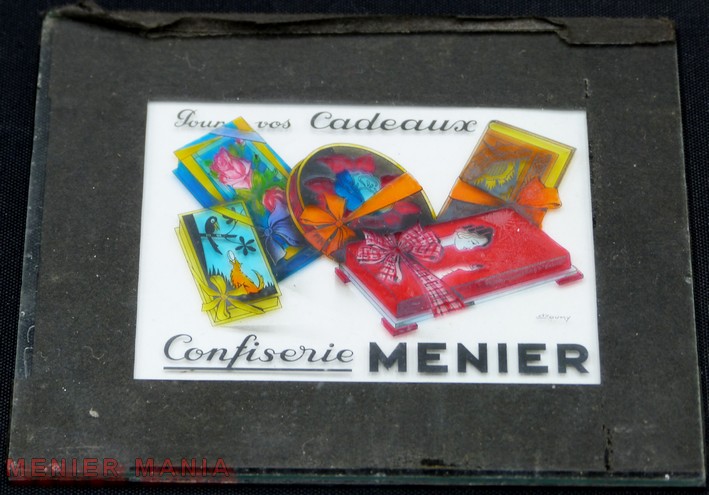 Pour vos Cadeaux
Confiserie MENIER
MENIER MANIA